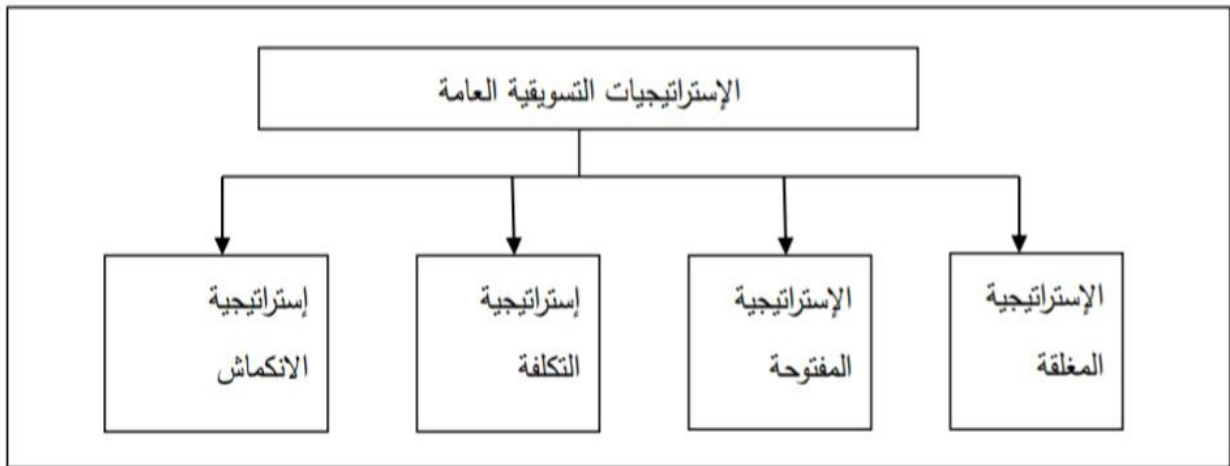 الإستراتيجيات التسويقية العامة
الإستراتيجية
المغلقة
الإستراتيجية
المفتوحة
إستراتيجية
التكلفة
إستراتيجية
الانكماش